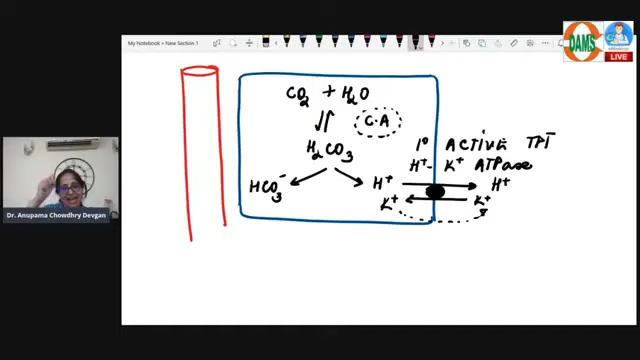 My Notebook » New Section 1
DAMS
LIVE
CO2 + H2O
C.A
H2CO3
1° ACTIVE TPT
H+- K+ ATPase
HCO3- H+ H+
K+ K+
Dr. Anupama Chowdhry Devgan